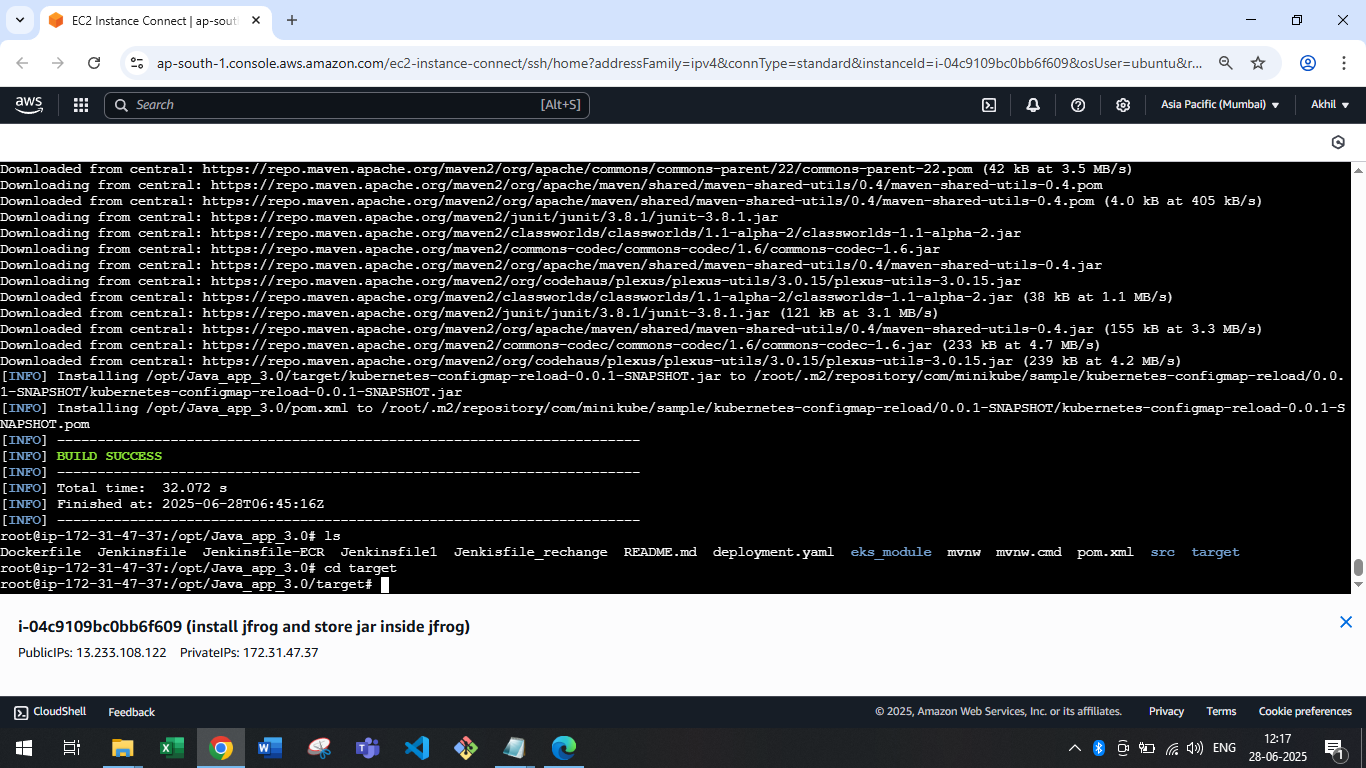 EC2 Instance Connect | ap-sout
ap-south-1.console.aws.amazon.com/ec2-instance-connect/ssh/home?addressFamily=ipv4&connType=standard&instanceId=i-04c9109bc0bb6f609&osUser=ubuntu&r...
aws Search [Alt+S] Asia Pacific (Mumbai) Akhil
Downloaded from central: https://repo.maven.apache.org/maven2/org/apache/commons/commons-parent/22/commons-parent-22.pom (42 kB at 3.5 MB/s)
Downloading from central: https://repo.maven.apache.org/maven2/org/apache/maven/shared/maven-shared-utils/0.4/maven-shared-utils-0.4.pom
Downloaded from central: https://repo.maven.apache.org/maven2/org/apache/maven/shared/maven-shared-utils/0.4/maven-shared-utils-0.4.pom (4.0 kB at 405 kB/s)
Downloading from central: https://repo.maven.apache.org/maven2/junit/junit/3.8.1/junit-3.8.1.jar
Downloading from central: https://repo.maven.apache.org/maven2/classworlds/classworlds/1.1-alpha-2/classworlds-1.1-alpha-2.jar
Downloading from central: https://repo.maven.apache.org/maven2/commons-codec/commons-codec/1.6/commons-codec-1.6.jar
Downloading from central: https://repo.maven.apache.org/maven2/org/apache/maven/shared/maven-shared-utils/0.4/maven-shared-utils-0.4.jar
Downloading from central: https://repo.maven.apache.org/maven2/org/codehaus/plexus/plexus-utils/3.0.15/plexus-utils-3.0.15.jar
Downloaded from central: https://repo.maven.apache.org/maven2/classworlds/classworlds/1.1-alpha-2/classworlds-1.1-alpha-2.jar (38 kB at 1.1 MB/s)
Downloaded from central: https://repo.maven.apache.org/maven2/junit/junit/3.8.1/junit-3.8.1.jar (121 kB at 3.1 MB/s)
Downloaded from central: https://repo.maven.apache.org/maven2/org/apache/maven/shared/maven-shared-utils/0.4/maven-shared-utils-0.4.jar (155 kB at 3.3 MB/s)
Downloaded from central: https://repo.maven.apache.org/maven2/commons-codec/commons-codec/1.6/commons-codec-1.6.jar (233 kB at 4.7 MB/s)
Downloaded from central: https://repo.maven.apache.org/maven2/org/codehaus/plexus/plexus-utils/3.0.15/plexus-utils-3.0.15.jar (239 kB at 4.2 MB/s)
[INFO] Installing /opt/Java_app_3.0/target/kubernetes-configmap-reload-0.0.1-SNAPSHOT.jar to /root/.m2/repository/com/minikube/sample/kubernetes-configmap-reload/0.0.
1-SNAPSHOT/kubernetes-configmap-reload-0.0.1-SNAPSHOT.jar
[INFO] Installing /opt/Java_app_3.0/pom.xml to /root/.m2/repository/com/minikube/sample/kubernetes-configmap-reload/0.0.1-SNAPSHOT/kubernetes-configmap-reload-0.0.1-S
NAPSHOT.pom
[INFO] ------------------------------------------------------------------------
[INFO] BUILD SUCCESS
[INFO] ------------------------------------------------------------------------
[INFO] Total time:  32.072 s
[INFO] Finished at: 2025-06-28T06:45:16Z
[INFO] ------------------------------------------------------------------------
root@ip-172-31-47-37:/opt/Java_app_3.0# ls
Dockerfile  Jenkinsfile  Jenkinsfile-ECR  Jenkinsfile1  Jenkisfile_rechange  README.md  deployment.yaml  eks_module  mvnw  mvnw.cmd  pom.xml  src  target
root@ip-172-31-47-37:/opt/Java_app_3.0# cd target
root@ip-172-31-47-37:/opt/Java_app_3.0/target#
i-04c9109bc0bb6f609 (install jfrog and store jar inside jfrog)
PublicIPs: 13.233.108.122 PrivateIPs: 172.31.47.37
CloudShell Feedback © 2025, Amazon Web Services, Inc. or its affiliates. Privacy Terms Cookie preferences
ENG 12:17
28-06-2025
1